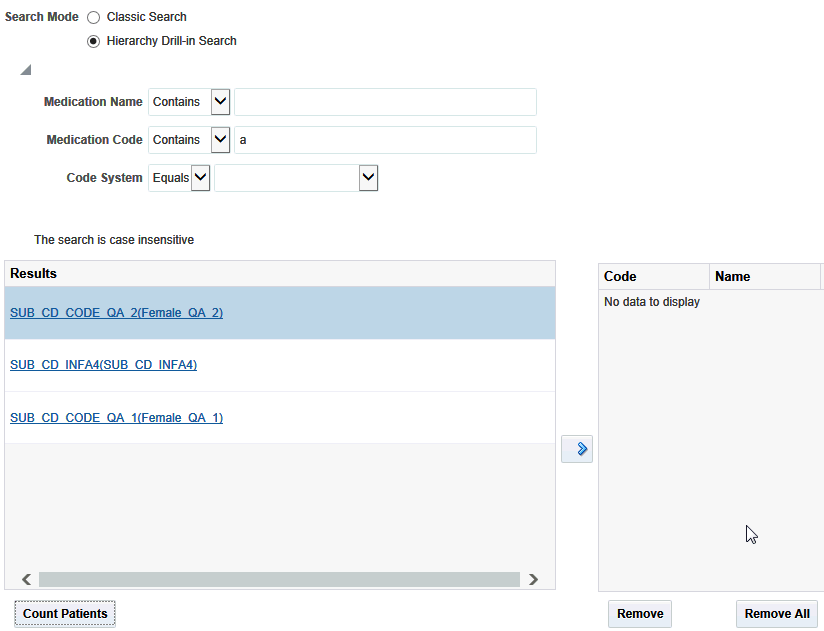 Search Mode Classic Search
Hierarchy Drill-in Search
Medication Name Contains
Medication Code Contains a
Code System Equals
The search is case insensitive
Results
Code Name
No data to display
SUB_CD_CODE_QA_2(Female_QA_2)
SUB_CD_INFA4(SUB_CD_INFA4)
SUB_CD_CODE_QA_1(Female_QA_1)
Count Patients
Remove Remove All